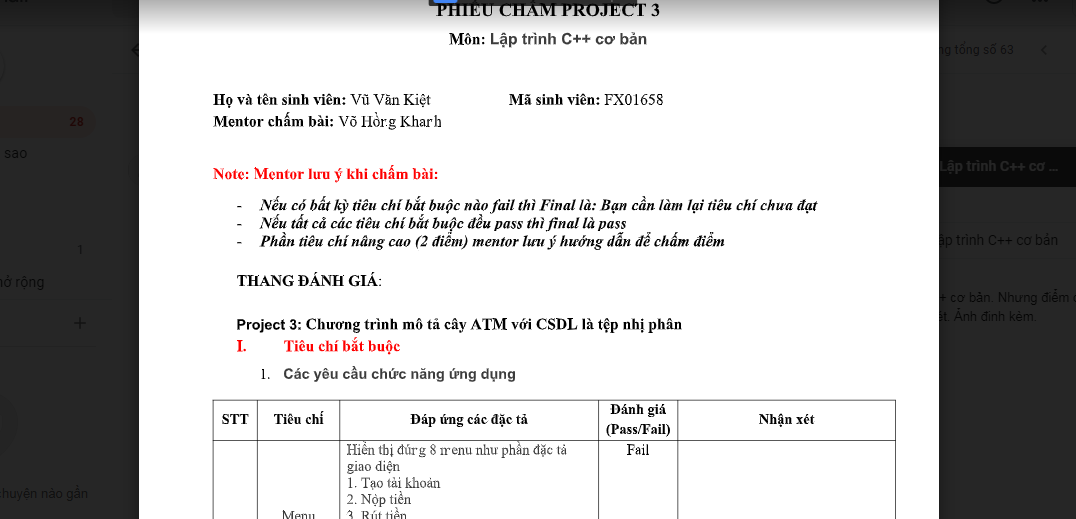 PHIẾU CHẤM PROJECT 3
Môn: Lập trình C++ cơ bản
ng tổng số 63
Họ và tên sinh viên: Vũ Văn Kiệt Mã sinh viên: FX01658
Mentor chấm bài: Võ Hồng Khanh
28
sao
Lập trình C++ cơ ...
Note: Mentor lưu ý khi chấm bài:
- Nếu có bất kỳ tiêu chí bắt buộc nào fail thì Final là: Bạn cần làm lại tiêu chí chưa đạt
- Nếu tất cả các tiêu chí bắt buộc đều pass thì final là pass
- Phần tiêu chí nâng cao (2 điểm) mentor lưu ý hướng dẫn để chấm điểm
1
ập trình C++ cơ bản
THANG ĐÁNH GIÁ:
ở rộng
+ cơ bản. Nhưng điểm
ét. Ảnh đính kèm.
Project 3: Chương trình mô tả cây ATM với CSDL là tệp nhị phân
I. Tiêu chí bắt buộc
1. Các yêu cầu chức năng ứng dụng
STT Tiêu chí Đáp ứng các đặc tả Đánh giá (Pass/Fail) Nhận xét
Hiển thị đúng 8 menu như phần đặc tả Fail
giao diện
1. Tạo tài khoản
2. Nộp tiền
huyện nào gần
Menu 3. Rút tiền